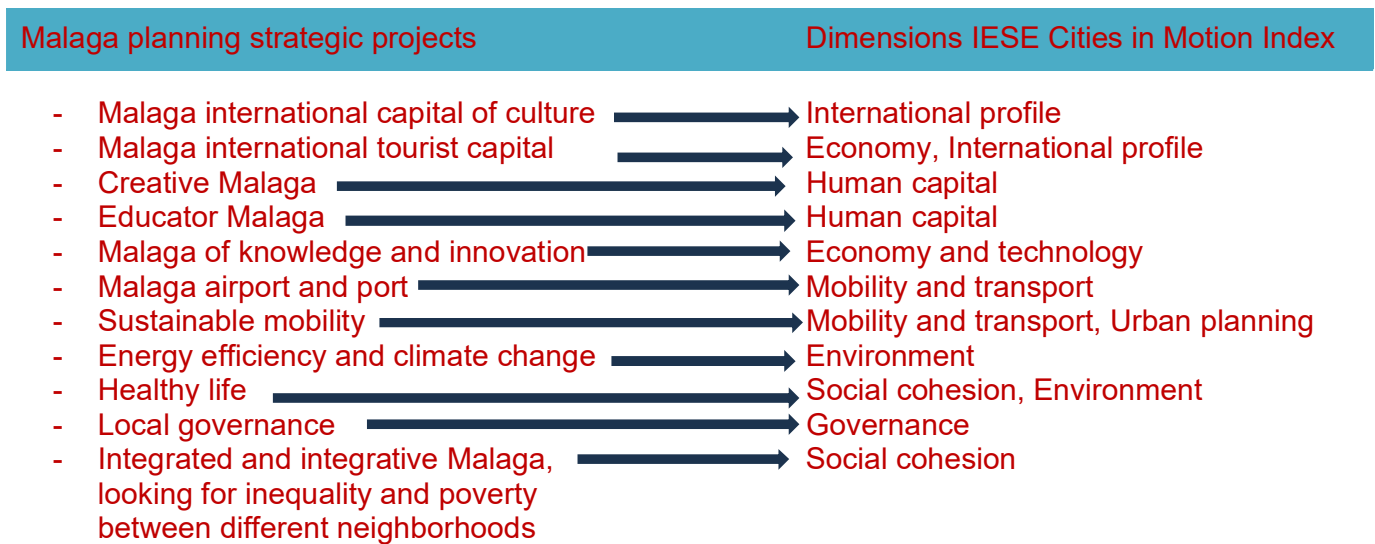 Malaga planning strategic projects Dimensions IESE Cities in Motion Index
- Malaga international capital of culture International profile
- Malaga international tourist capital Economy, International profile
- Creative Malaga Human capital
- Educator Malaga Human capital
- Malaga of knowledge and innovation Economy and technology
- Malaga airport and port Mobility and transport
- Sustainable mobility Mobility and transport, Urban planning
- Energy efficiency and climate change Environment
- Healthy life Social cohesion, Environment
- Local governance Governance
- Integrated and integrative Malaga, Social cohesion
looking for inequality and poverty
between different neighborhoods